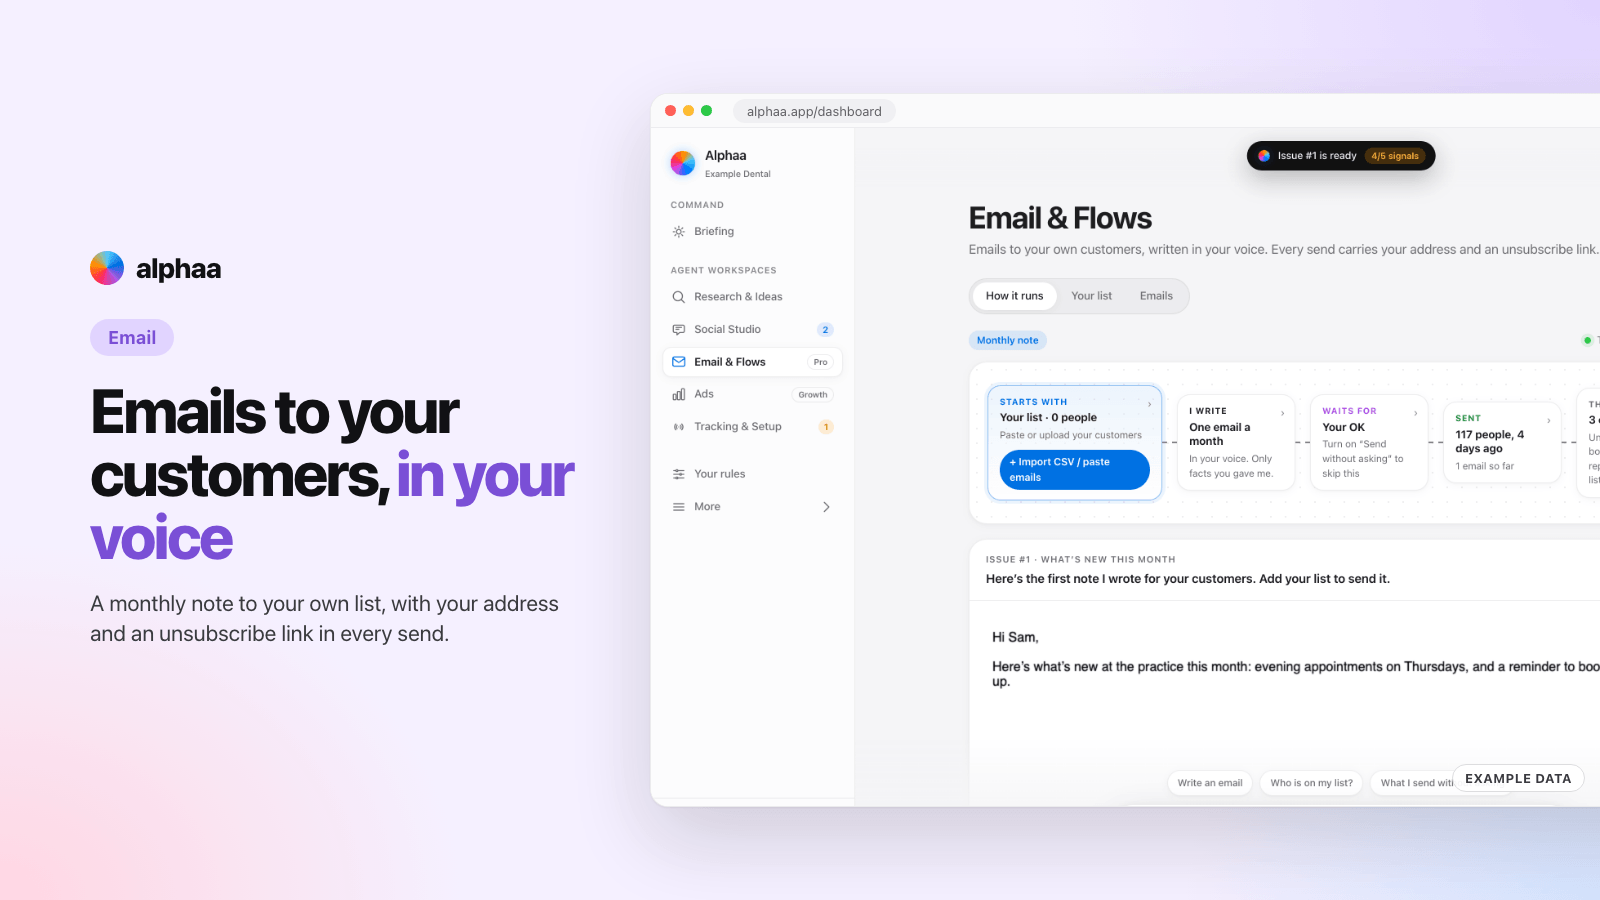 alphaa
Email
Emails to your
customers, in your
voice
A monthly note to your own list, with your address
and an unsubscribe link in every send.
alphaa.app/dashboard
Alphaa
Example Dental
COMMAND
Briefing
AGENT WORKSPACES
Research & Ideas
Social Studio 2
Email & Flows Pro
Ads Growth
Tracking & Setup 1
Your rules
More
Issue #1 is ready 4/5 signals
Email & Flows
Emails to your own customers, written in your voice. Every send carries your address and an unsubscribe link.
How it runs Your list Emails
Monthly note
STARTS WITH
Your list · 0 people
Paste or upload your customers
+ Import CSV / paste
emails
I WRITE
One email a
month
In your voice. Only
facts you gave me.
WAITS FOR
Your OK
Turn on “Send
without asking” to
skip this
SENT
117 people, 4
days ago
1 email so far
ISSUE #1 · WHAT'S NEW THIS MONTH
Here's the first note I wrote for your customers. Add your list to send it.
Hi Sam,
Here's what's new at the practice this month: evening appointments on Thursdays, and a reminder to
up.
Write an email Who is on my list? What I send
EXAMPLE DATA